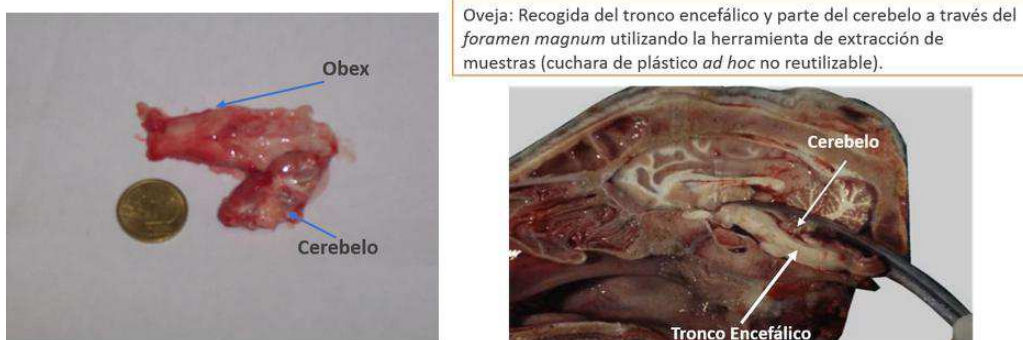 Obex
Cerebelo
Oveja: Recogida del tronco encefálico y parte del cerebelo a través del
foramen magnum utilizando la herramienta de extracción de
muestras (cuchara de plástico ad hoc no reutilizable).
Cerebelo
Tronco Encefálico